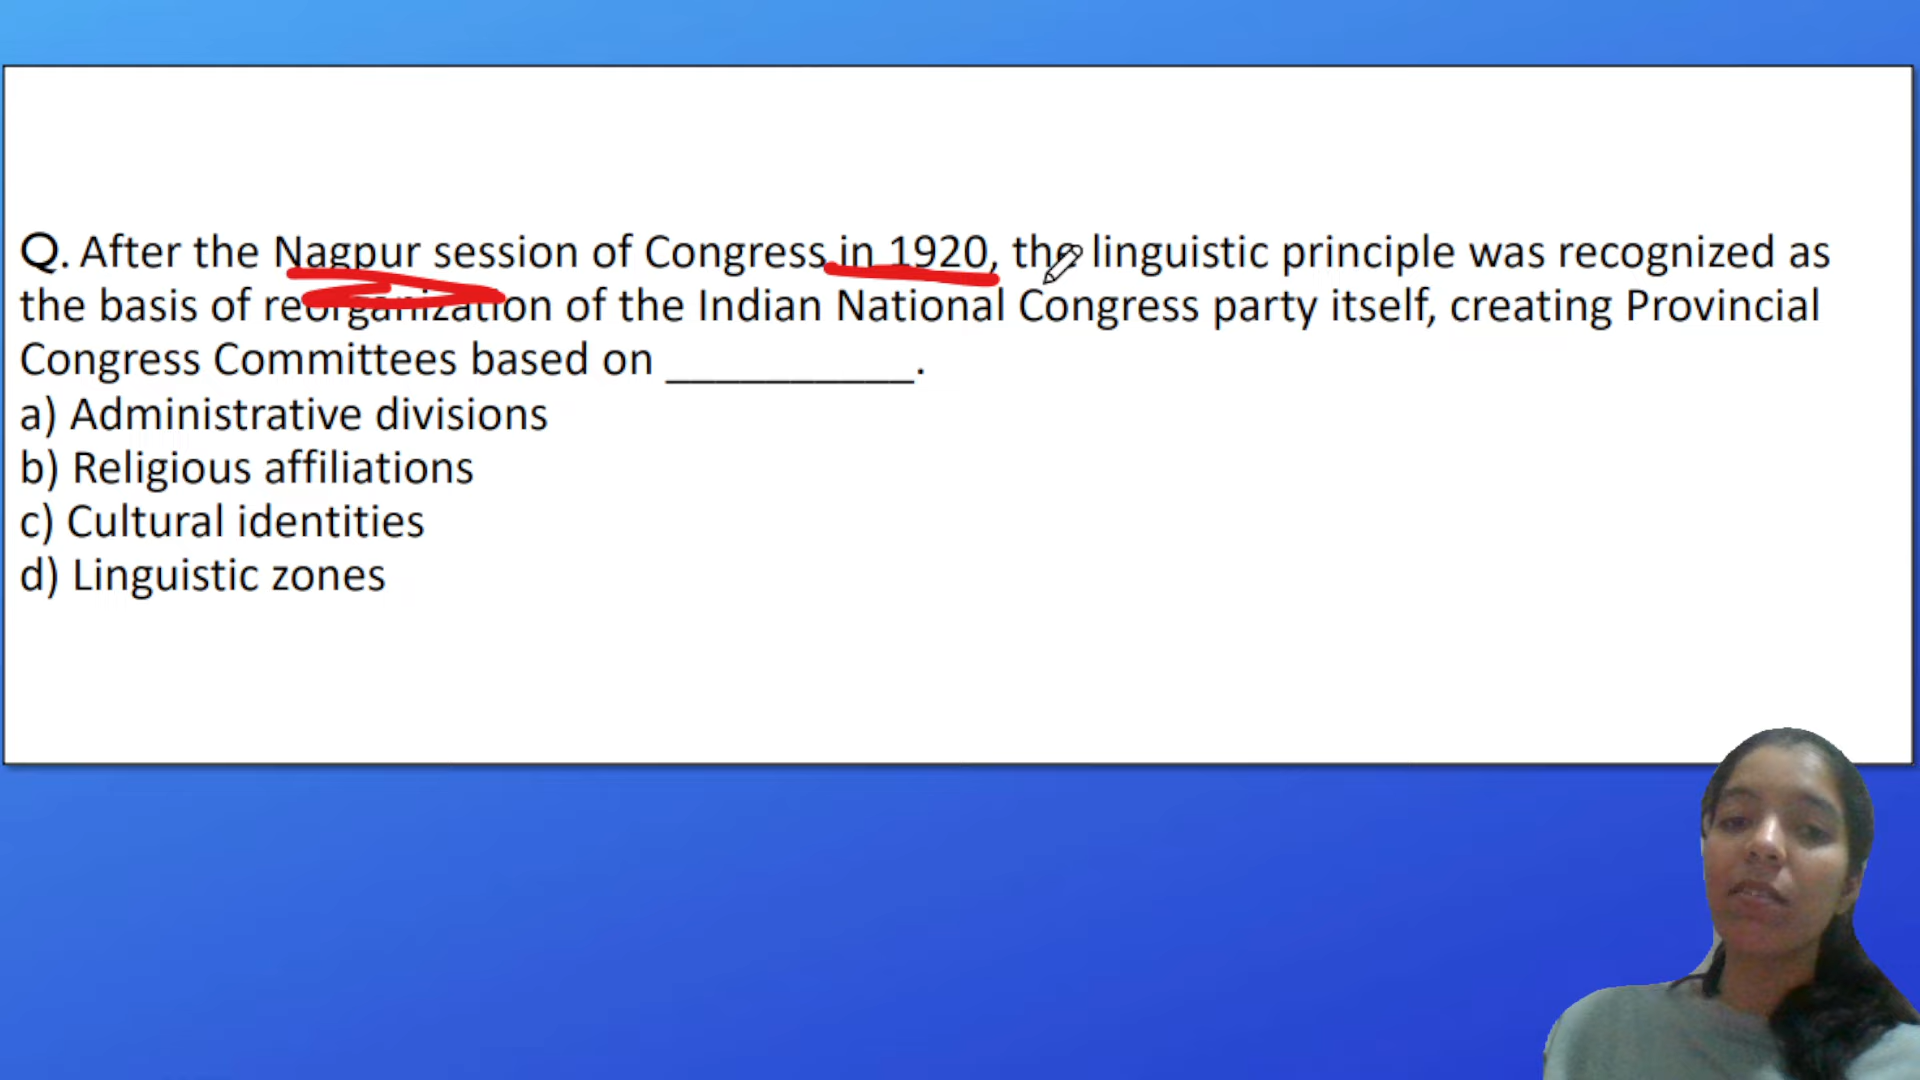 Q. After the Nagpur session of Congress in 1920, the linguistic principle was recognized as
the basis of reorganization of the Indian National Congress party itself, creating Provincial
Congress Committees based on __________.
a) Administrative divisions
b) Religious affiliations
c) Cultural identities
d) Linguistic zones